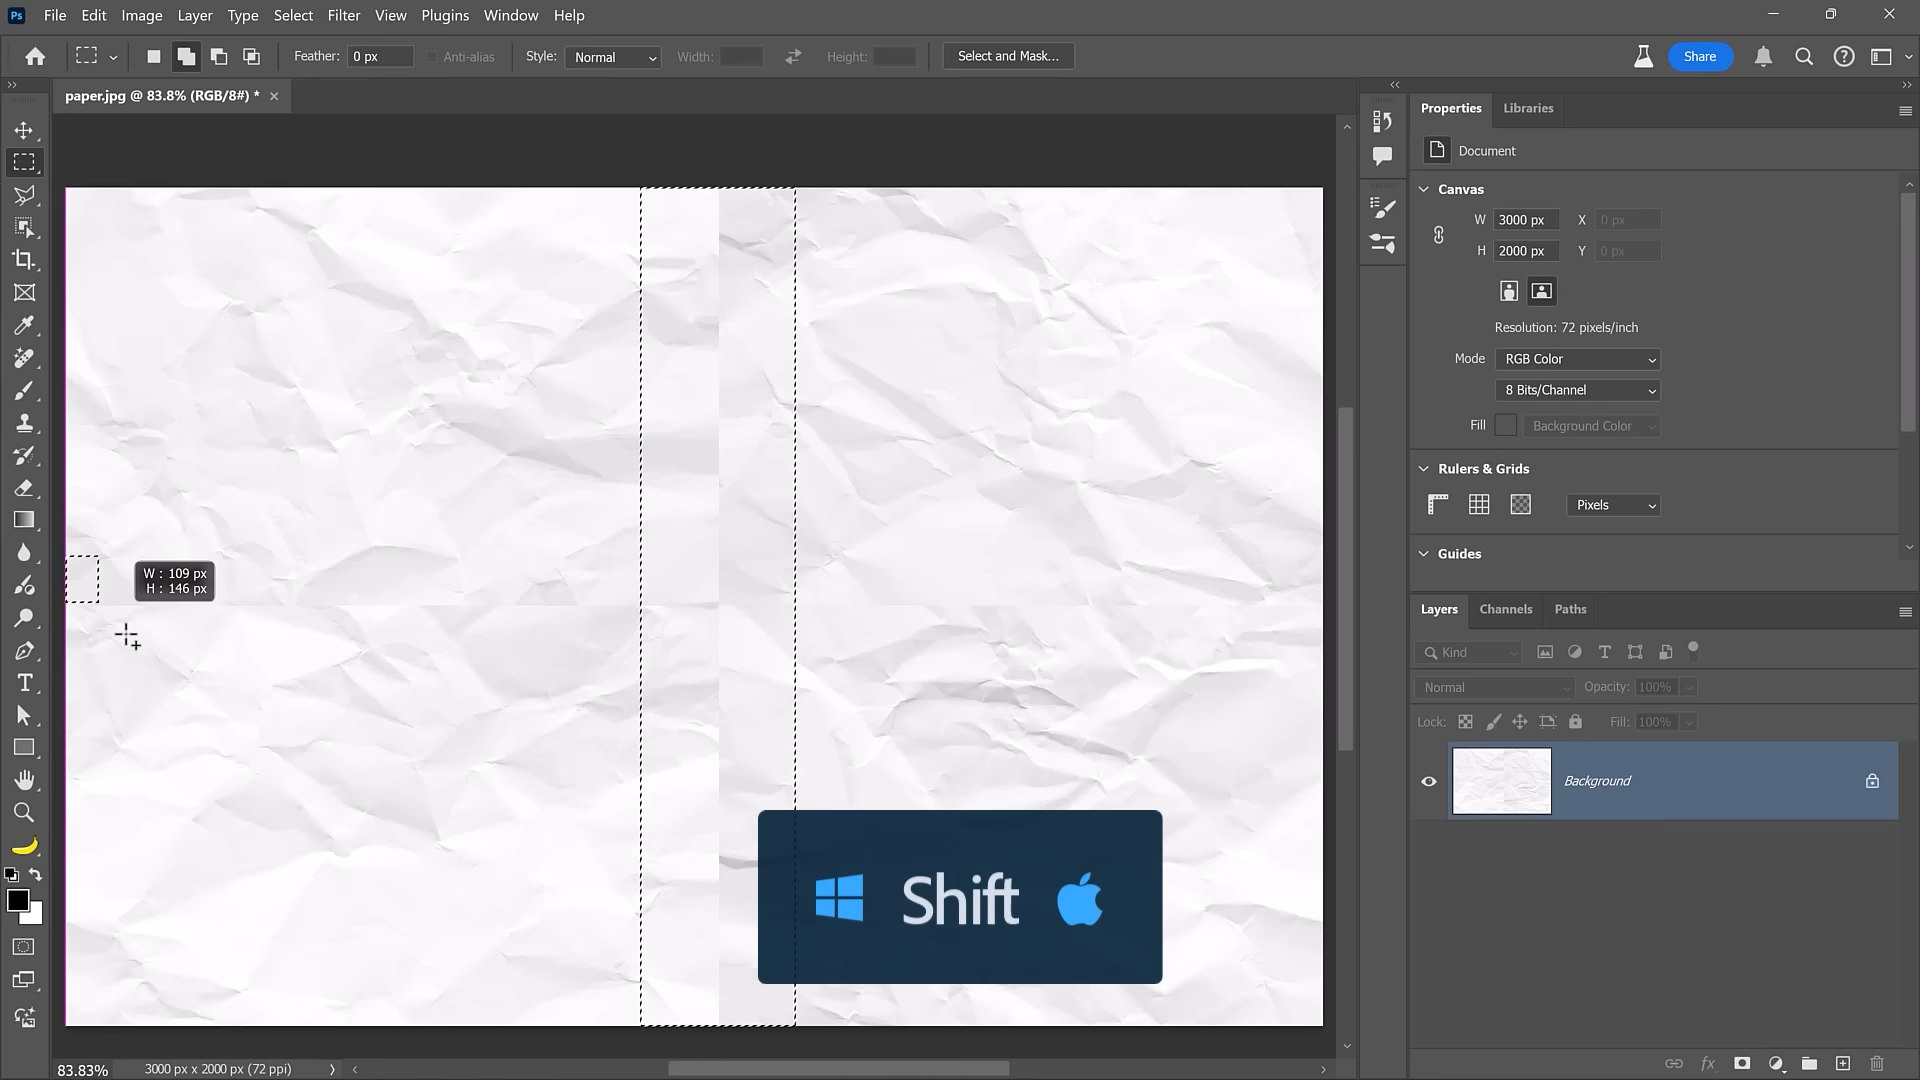 Ps File Edit Image Layer Type Select Filter View Plugins Window Help
Feather: 0 px Anti-alias Style: Normal Width: Height: Select and Mask... Share
paper.jpg @ 83.8% (RGB/8#) *
Properties Libraries
Document
Canvas
W 3000 px X 0 px
H 2000 px Y 0 px
Resolution: 72 pixels/inch
Mode RGB Color
8 Bits/Channel
Fill Background Color
Rulers & Grids
Pixels
Guides
W : 109 px
H : 146 px
Layers Channels Paths
Kind
Normal Opacity: 100%
Lock: Fill: 100%
Background
Shift
83.83% 3000 px x 2000 px (72 ppi)